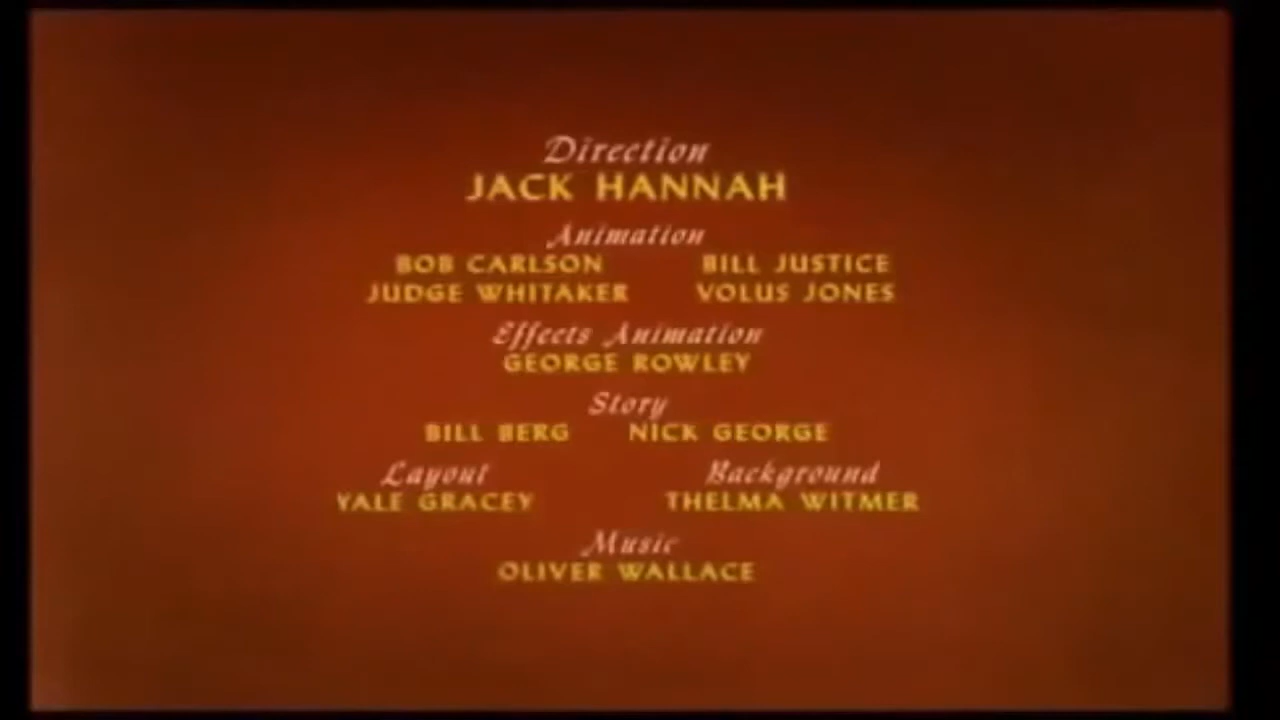 Direction
JACK HANNAH
Animation
BOB CARLSON BILL JUSTICE
JUDGE WHITAKER VOLUS JONES
Effects Animation
GEORGE ROWLEY
Story
BILL BERG NICK GEORGE
Layout Background
YALE GRACEY THELMA WITMER
Music
OLIVER WALLACE